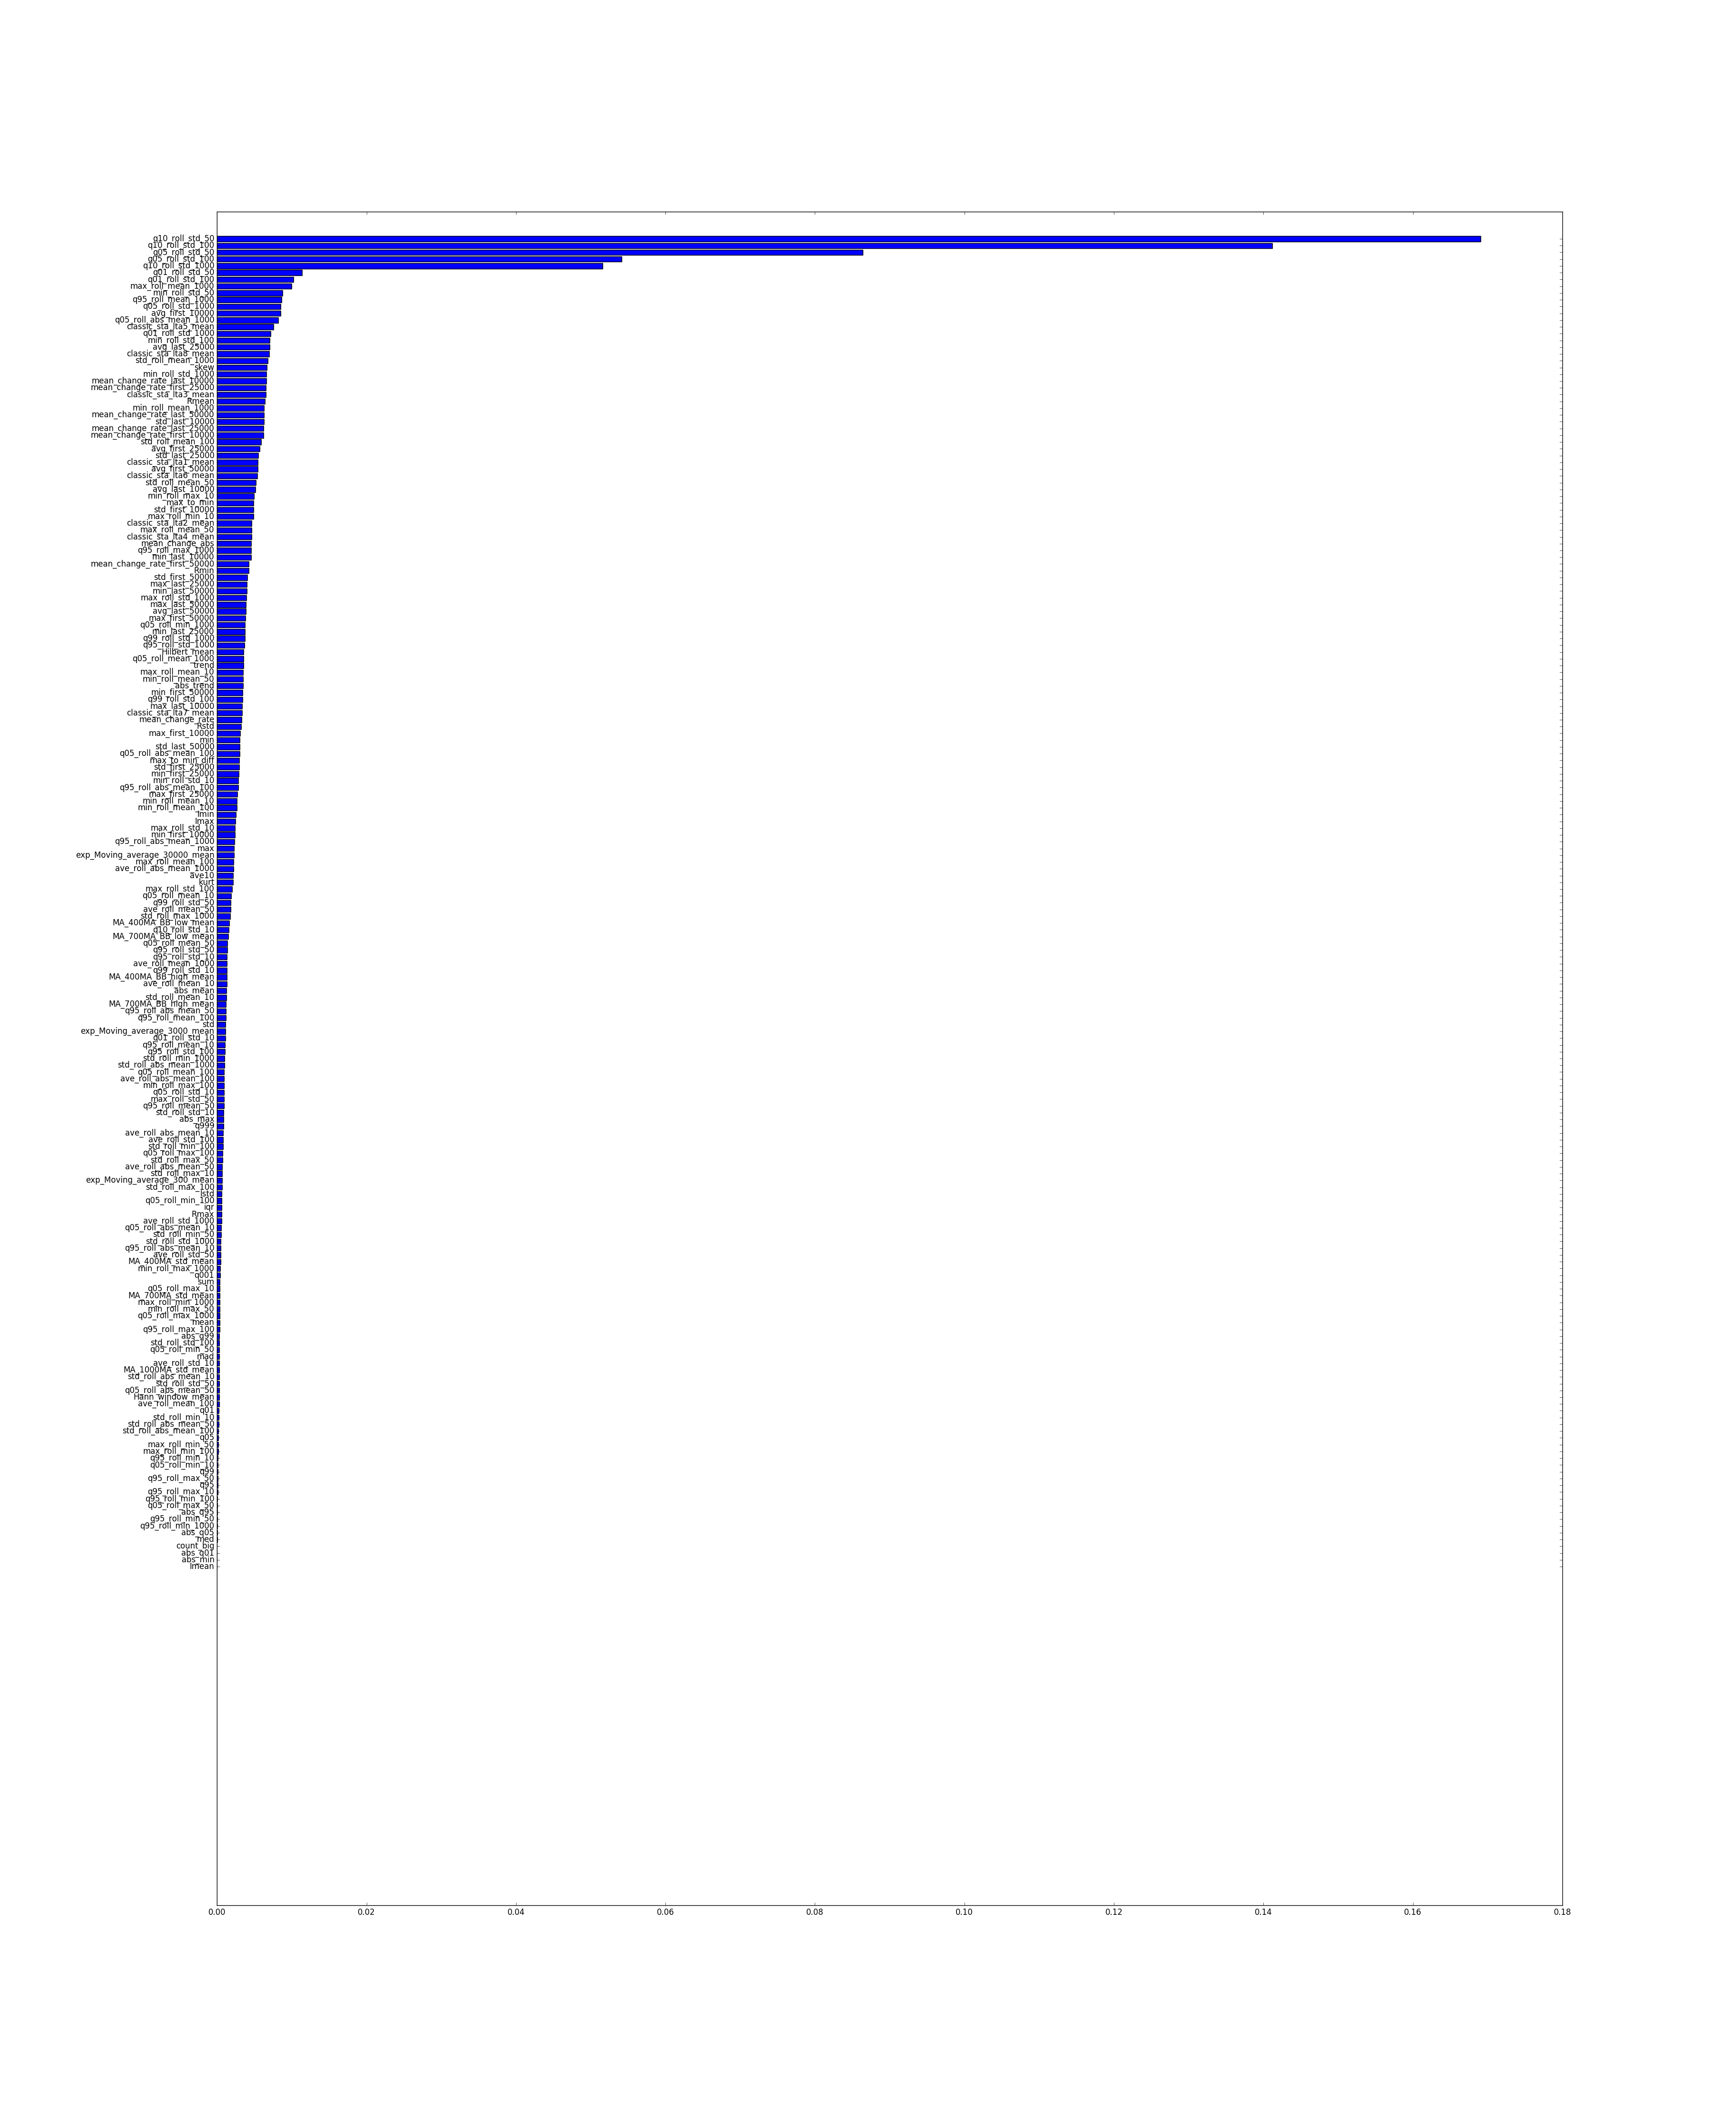 q10_roll_std_50
q10_roll_std_100
q05_roll_std_50
q05_roll_std_100
q10_roll_std_1000
q01_roll_std_50
q01_roll_std_100
max_roll_mean_1000
min_roll_std_50
q95_roll_mean_1000
q05_roll_std_1000
avg_first_10000
q05_roll_abs_mean_1000
classic_sta_lta5_mean
q01_roll_std_1000
min_roll_std_100
avg_last_25000
classic_sta_lta8_mean
std_roll_mean_1000
skew
min_roll_std_1000
mean_change_rate_last_10000
mean_change_rate_first_25000
classic_sta_lta3_mean
Rmean
min_roll_mean_1000
mean_change_rate_last_50000
std_last_10000
mean_change_rate_last_25000
mean_change_rate_first_10000
std_roll_mean_100
avg_first_25000
std_last_25000
classic_sta_lta1_mean
avg_first_50000
classic_sta_lta6_mean
std_roll_mean_50
avg_last_10000
min_roll_max_10
max_to_min
std_first_10000
max_roll_min_10
classic_sta_lta2_mean
max_roll_mean_50
classic_sta_lta4_mean
mean_change_abs
q95_roll_max_1000
min_last_10000
mean_change_rate_first_50000
Rmin
std_first_50000
max_last_25000
min_last_50000
max_roll_std_1000
max_last_50000
avg_last_50000
max_first_50000
q05_roll_min_1000
min_last_25000
q99_roll_std_1000
q95_roll_std_1000
Hilbert_mean
q05_roll_mean_1000
trend
max_roll_mean_10
min_roll_mean_50
abs_trend
min_first_50000
q99_roll_std_100
max_last_10000
classic_sta_lta7_mean
mean_change_rate
Rstd
max_first_10000
min
std_last_50000
q05_roll_abs_mean_100
max_to_min_diff
std_first_25000
min_first_25000
min_roll_std_10
q95_roll_abs_mean_100
max_first_25000
min_roll_mean_10
min_roll_mean_100
Imin
Imax
max_roll_std_10
min_first_10000
q95_roll_abs_mean_1000
max
exp_Moving_average_30000_mean
max_roll_mean_100
ave_roll_abs_mean_1000
ave10
kurt
max_roll_std_100
q05_roll_mean_10
q99_roll_std_50
ave_roll_mean_50
std_roll_max_1000
MA_400MA_BB_low_mean
q10_roll_std_10
MA_700MA_BB_low_mean
q05_roll_mean_50
q95_roll_std_50
q95_roll_std_10
ave_roll_mean_1000
q99_roll_std_10
MA_400MA_BB_high_mean
ave_roll_mean_10
abs_mean
std_roll_mean_10
MA_700MA_BB_high_mean
q95_roll_abs_mean_50
q95_roll_mean_100
std
exp_Moving_average_3000_mean
q01_roll_std_10
q95_roll_mean_10
q95_roll_std_100
std_roll_min_1000
std_roll_abs_mean_1000
q05_roll_mean_100
ave_roll_abs_mean_100
min_roll_max_100
q05_roll_std_10
max_roll_std_50
q95_roll_mean_50
std_roll_std_10
abs_max
q999
ave_roll_abs_mean_10
ave_roll_std_100
std_roll_min_100
q05_roll_max_100
std_roll_max_50
ave_roll_abs_mean_50
std_roll_max_10
exp_Moving_average_300_mean
std_roll_max_100
Istd
q05_roll_min_100
iqr
Rmax
ave_roll_std_1000
q05_roll_abs_mean_10
std_roll_min_50
std_roll_std_1000
q95_roll_abs_mean_10
ave_roll_std_50
MA_400MA_std_mean
min_roll_max_1000
q001
sum
q05_roll_max_10
MA_700MA_std_mean
max_roll_min_1000
min_roll_max_50
q05_roll_max_1000
mean
q95_roll_max_100
abs_q99
std_roll_std_100
q05_roll_min_50
mad
ave_roll_std_10
MA_1000MA_std_mean
std_roll_abs_mean_10
std_roll_std_50
q05_roll_abs_mean_50
Hann_window_mean
ave_roll_mean_100
q01
std_roll_min_10
std_roll_abs_mean_50
std_roll_abs_mean_100
q05
max_roll_min_50
max_roll_min_100
q95_roll_min_10
q05_roll_min_10
q99
q95_roll_max_50
q95
q95_roll_max_10
q95_roll_min_100
q05_roll_max_50
abs_q95
q95_roll_min_50
q95_roll_min_1000
abs_q05
med
count_big
abs_q01
abs_min
Imean
0.00 0.02 0.04 0.06 0.08 0.10 0.12 0.14 0.16 0.18